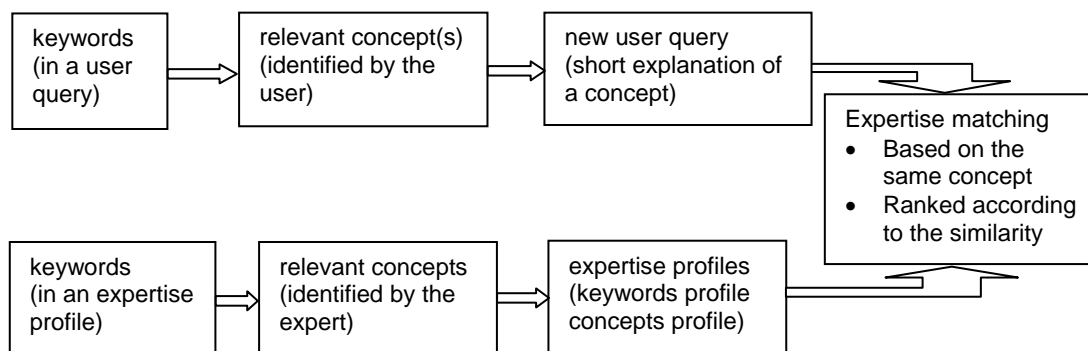 keywords
(in a user
query)
relevant concept(s)
(identified by the
user)
new user query
(short explanation of
a concept)
Expertise matching
• Based on the
same concept
• Ranked according
to the similarity
keywords
(in an expertise
profile)
relevant concepts
(identified by the
expert)
expertise profiles
(keywords profile
concepts profile)